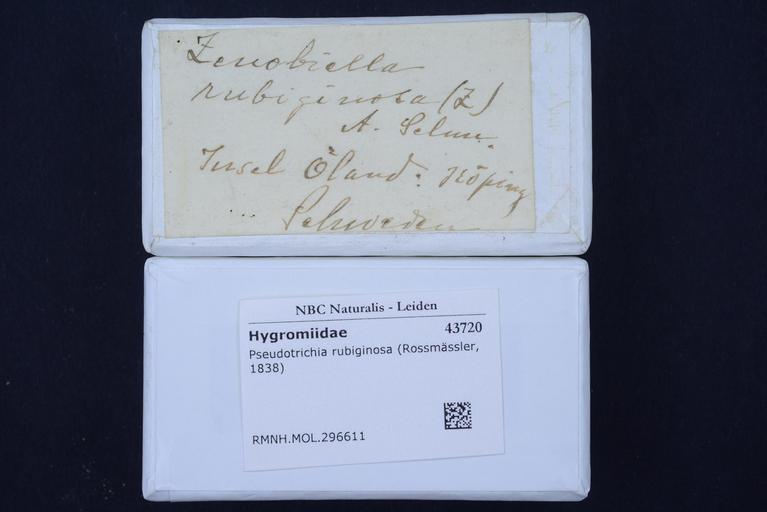 Zenobiella
rubiginosa (Z)
A. Schm.
Insel Öland: Köping
Schweden
NBC Naturalis - Leiden
Hygromiidae 43720
Pseudotrichia rubiginosa (Rossmässler,
1838)
RMNH.MOL.296611